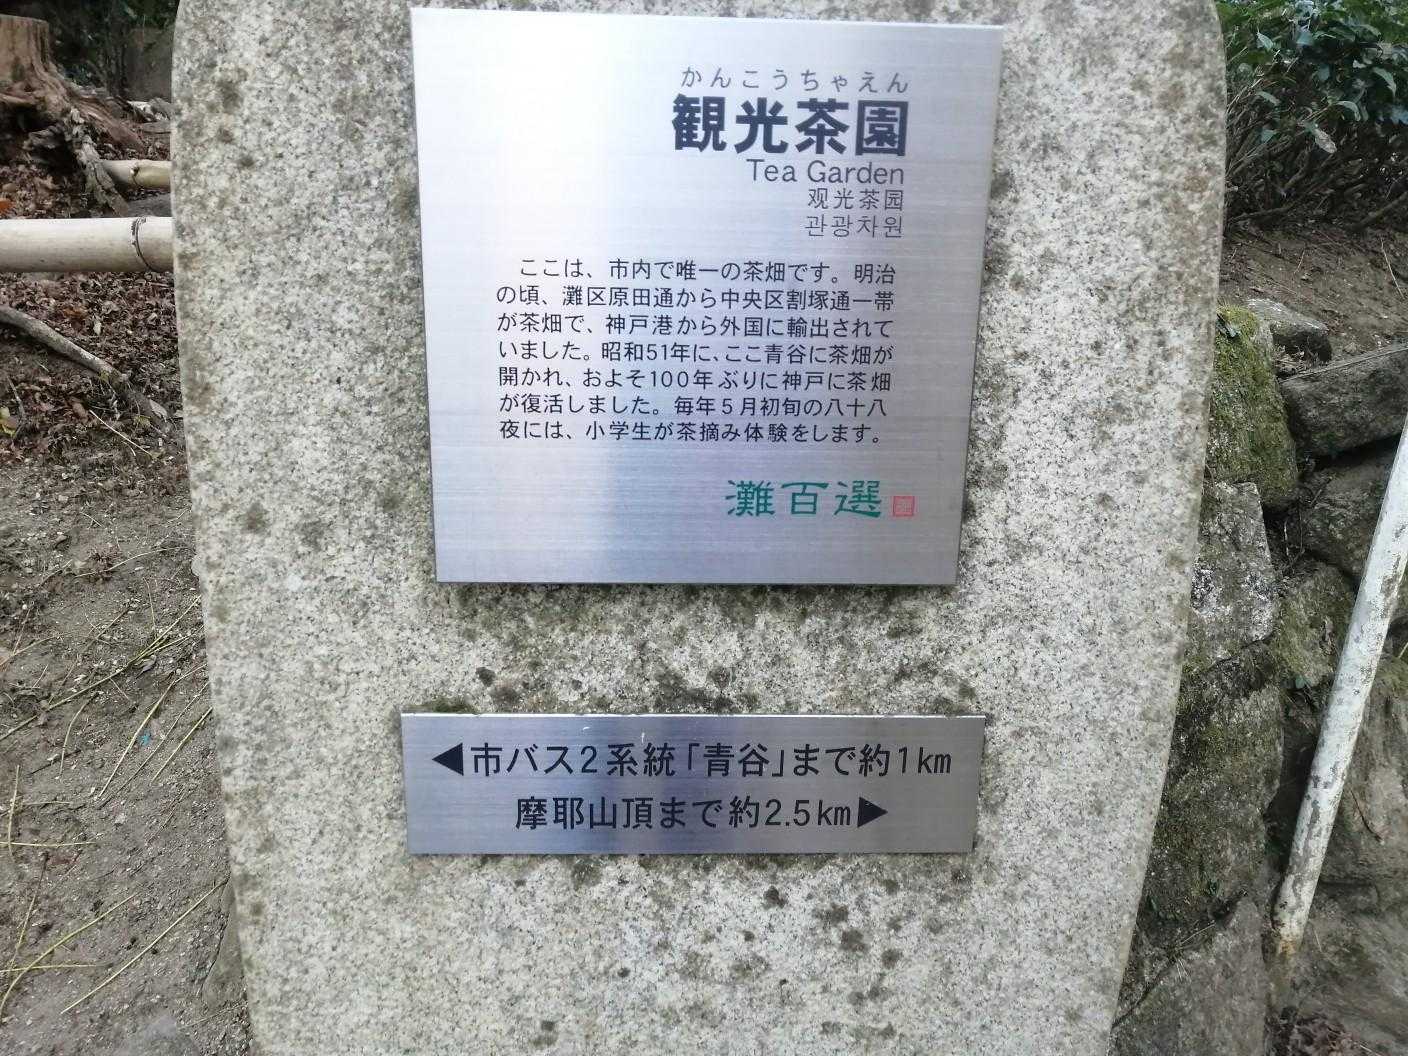 かんこうちゃえん
観光茶園
Tea Garden
观光茶园
관광차원
ここは、市内で唯一の茶畑です。明治
の頃、灘区原田通から中央区割塚通一帯
が茶畑で、神戸港から外国に輸出されて
いました。昭和51年に、ここ青谷に茶畑が
開かれ、およそ100年ぶりに神戸に茶畑
が復活しました。毎年5月初旬の八十八
夜には、小学生が茶摘み体験をします。
灘百選
◀市バス2系統「青谷」まで約1km
摩耶山頂まで約2.5km▶